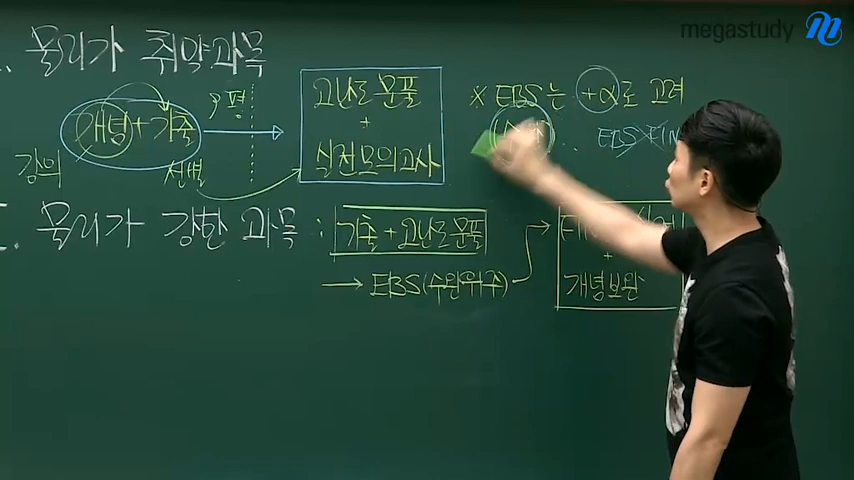 megastudy
. 물리가 취약과목
개념 + 기출
9평
강의
선별
고난도 문풀
+
실전모의고사
※ EBS는 +α로 고려
EBS FIN
. 물리가 강한 과목 : 기출 + 고난도 문풀
→ EBS(수완위주)
+
개념보완